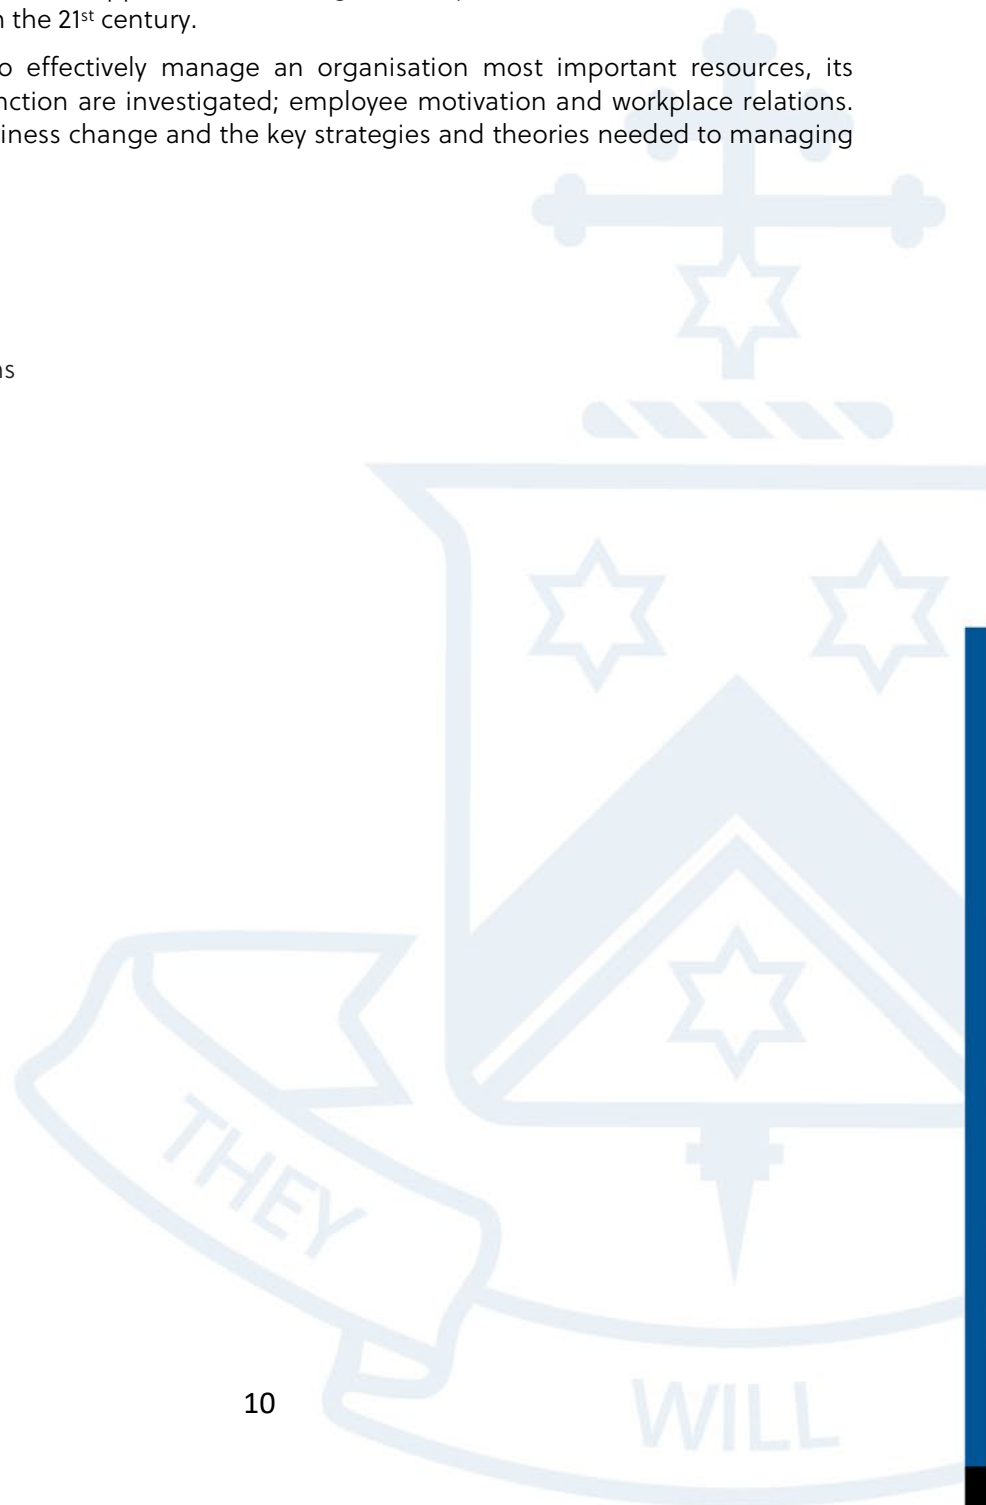 n the 21st century.
o effectively manage an organisation most important resources, its
nction are investigated; employee motivation and workplace relations.
iness change and the key strategies and theories needed to managing
ns
THEY
10
WILL